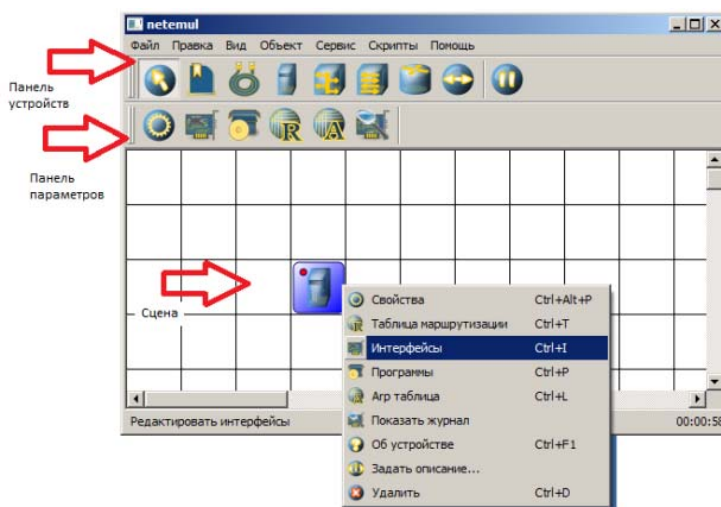 netemul
Файл Правка Вид Объект Сервис Скрипты Помощь
Панель
устройств
Панель
параметров
Сцена
Свойства Ctrl+Alt+P
Таблица маршрутизации Ctrl+T
Интерфейсы Ctrl+I
Программы Ctrl+P
Arp таблица Ctrl+L
Показать журнал
Об устройстве Ctrl+F1
Задать описание...
Удалить Ctrl+D
Редактировать интерфейсы 00:00:58